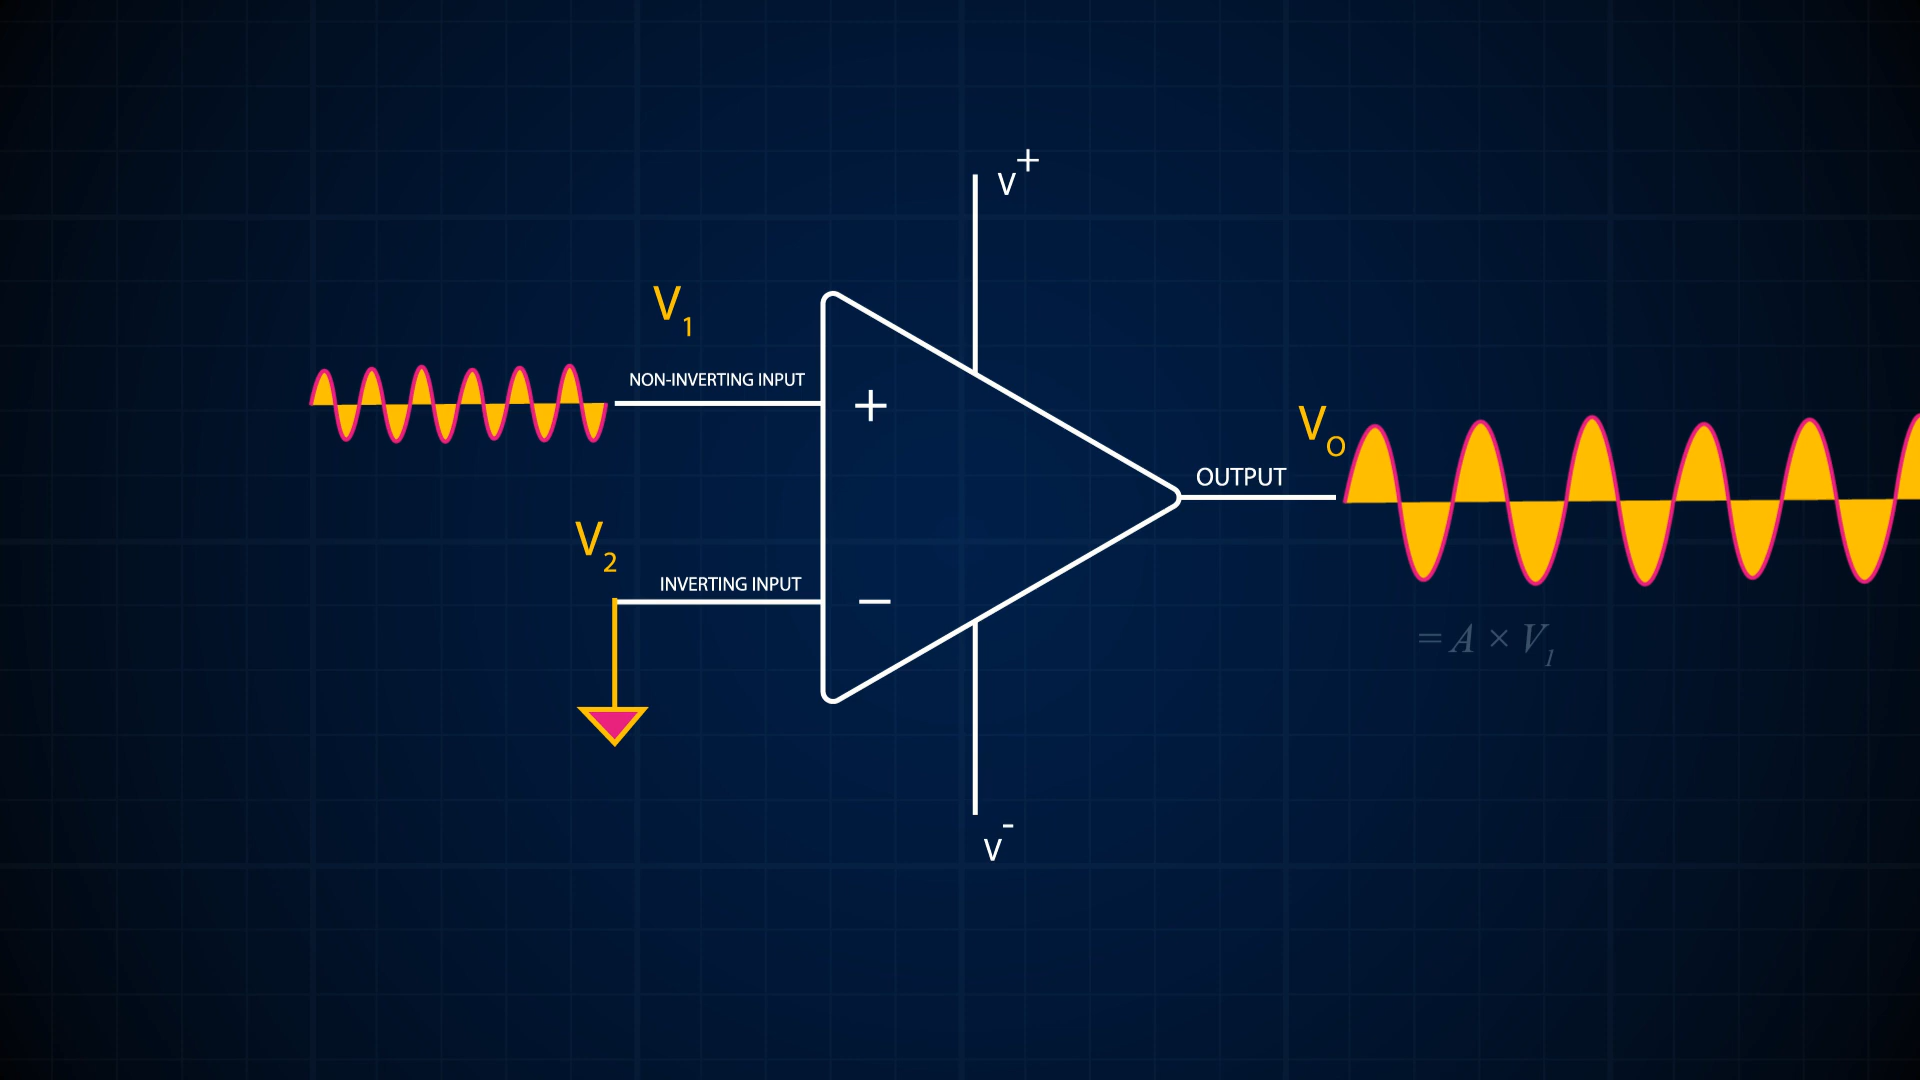 V+
V1
NON-INVERTING INPUT
+
VO
OUTPUT
V2
INVERTING INPUT
−
= A × V1
V-